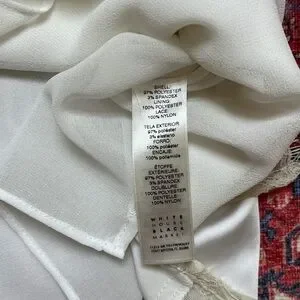 SHELL:
97% POLYESTER
3% SPANDEX
LINING:
100% POLYESTER
LACE:
100% NYLON
TELA EXTERIOR:
97% poliéster
3% elastano
FORRO:
100% poliéster
ENCAJE:
100% poliamida
ÉTOFFE
EXTÉRIEURE:
97% POLYESTER
3% SPANDEX
DOUBLURE:
100% POLYESTER
DENTELLE:
100% NYLON
WHITE
HOUSE
BLACK
MARKET